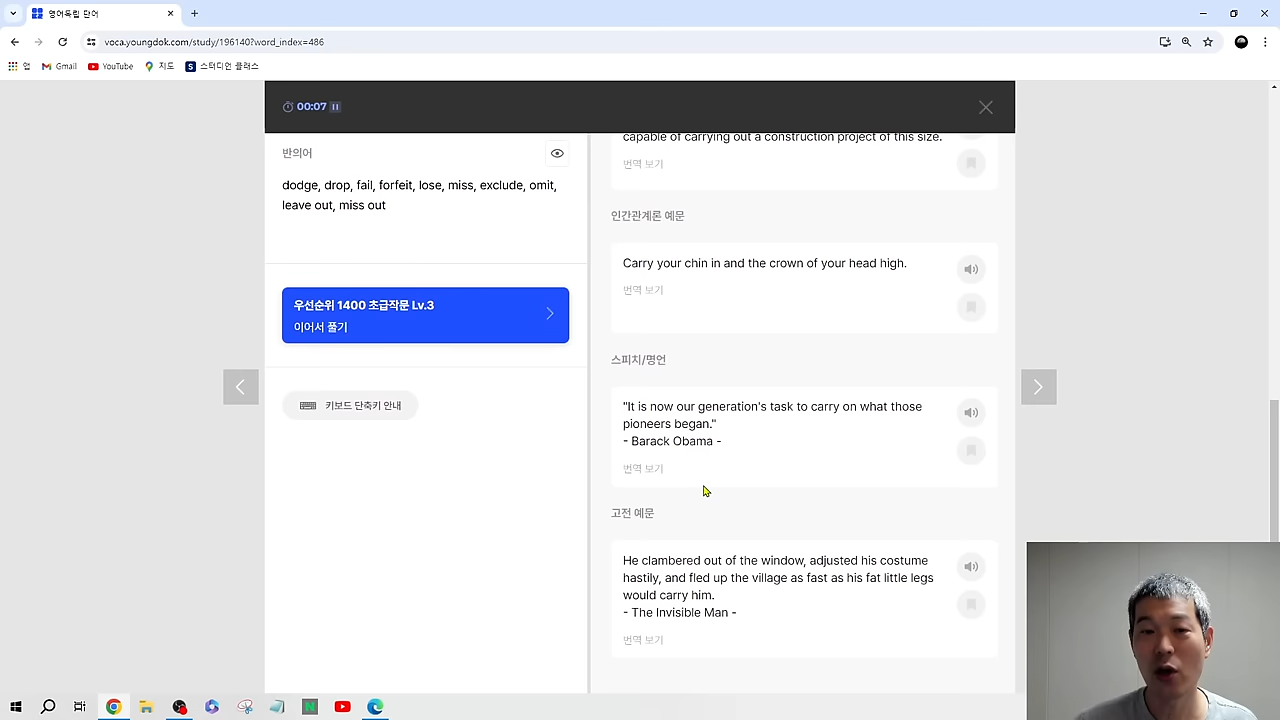 영어독립 단어
voca.youngdok.com/study/196140?word_index=486
앱
Gmail
YouTube
지도
스터디언 클래스
00:07
반의어
dodge, drop, fail, forfeit, lose, miss, exclude, omit,
leave out, miss out
우선순위 1400 초급작문 Lv.3
이어서 풀기
키보드 단축키 안내
capable of carrying out a construction project of this size.
번역 보기
인간관계론 예문
Carry your chin in and the crown of your head high.
번역 보기
스피치/명언
"It is now our generation's task to carry on what those
pioneers began."
- Barack Obama -
번역 보기
고전 예문
He clambered out of the window, adjusted his costume
hastily, and fled up the village as fast as his fat little legs
would carry him.
- The Invisible Man -
번역 보기